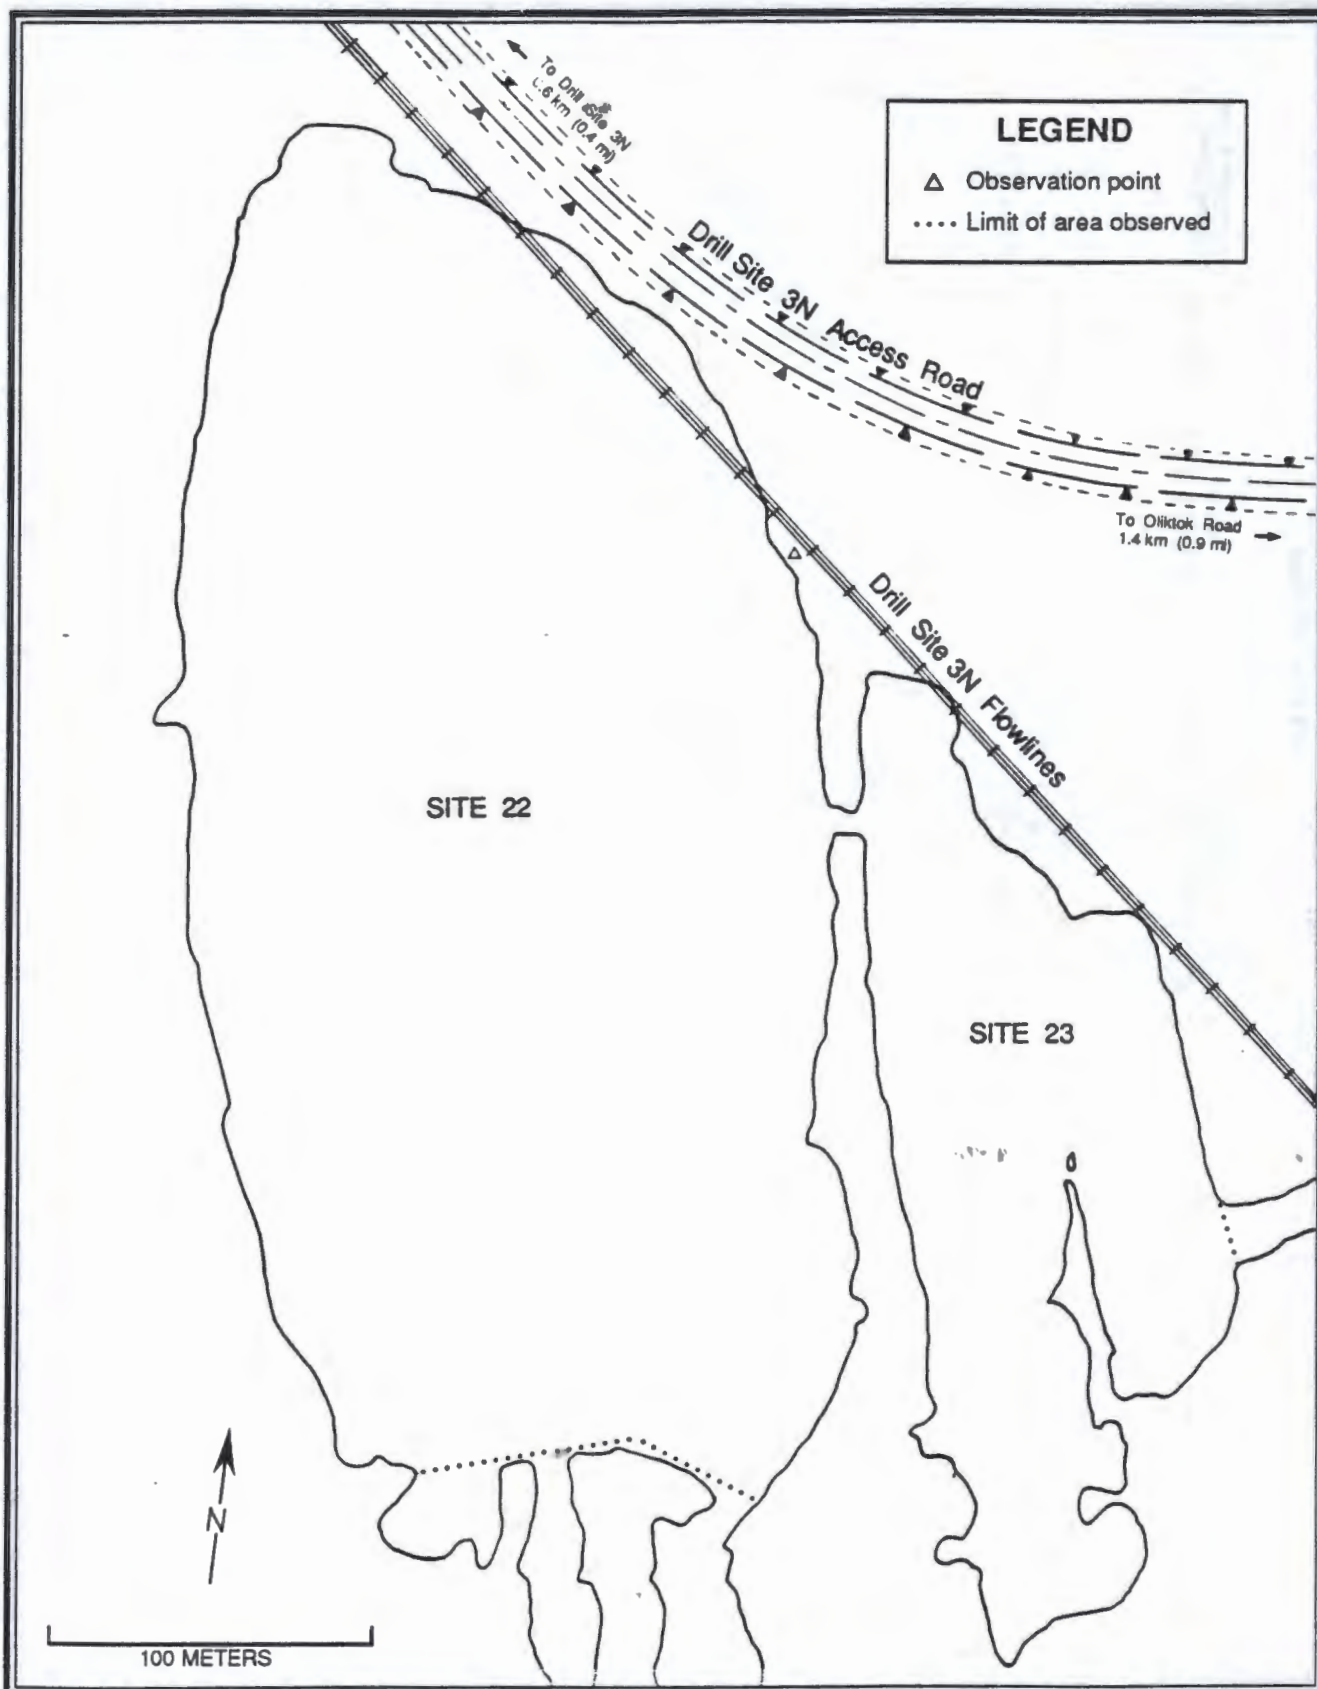 To Drill Site 3N
0.6 km (0.4 mi)
LEGEND
Observation point
Limit of area observed
Drill Site 3N Access Road
To Oliktok Road
1.4 km (0.9 mi)
Drill Site 3N Flowlines
SITE 22
SITE 23
N
100 METERS